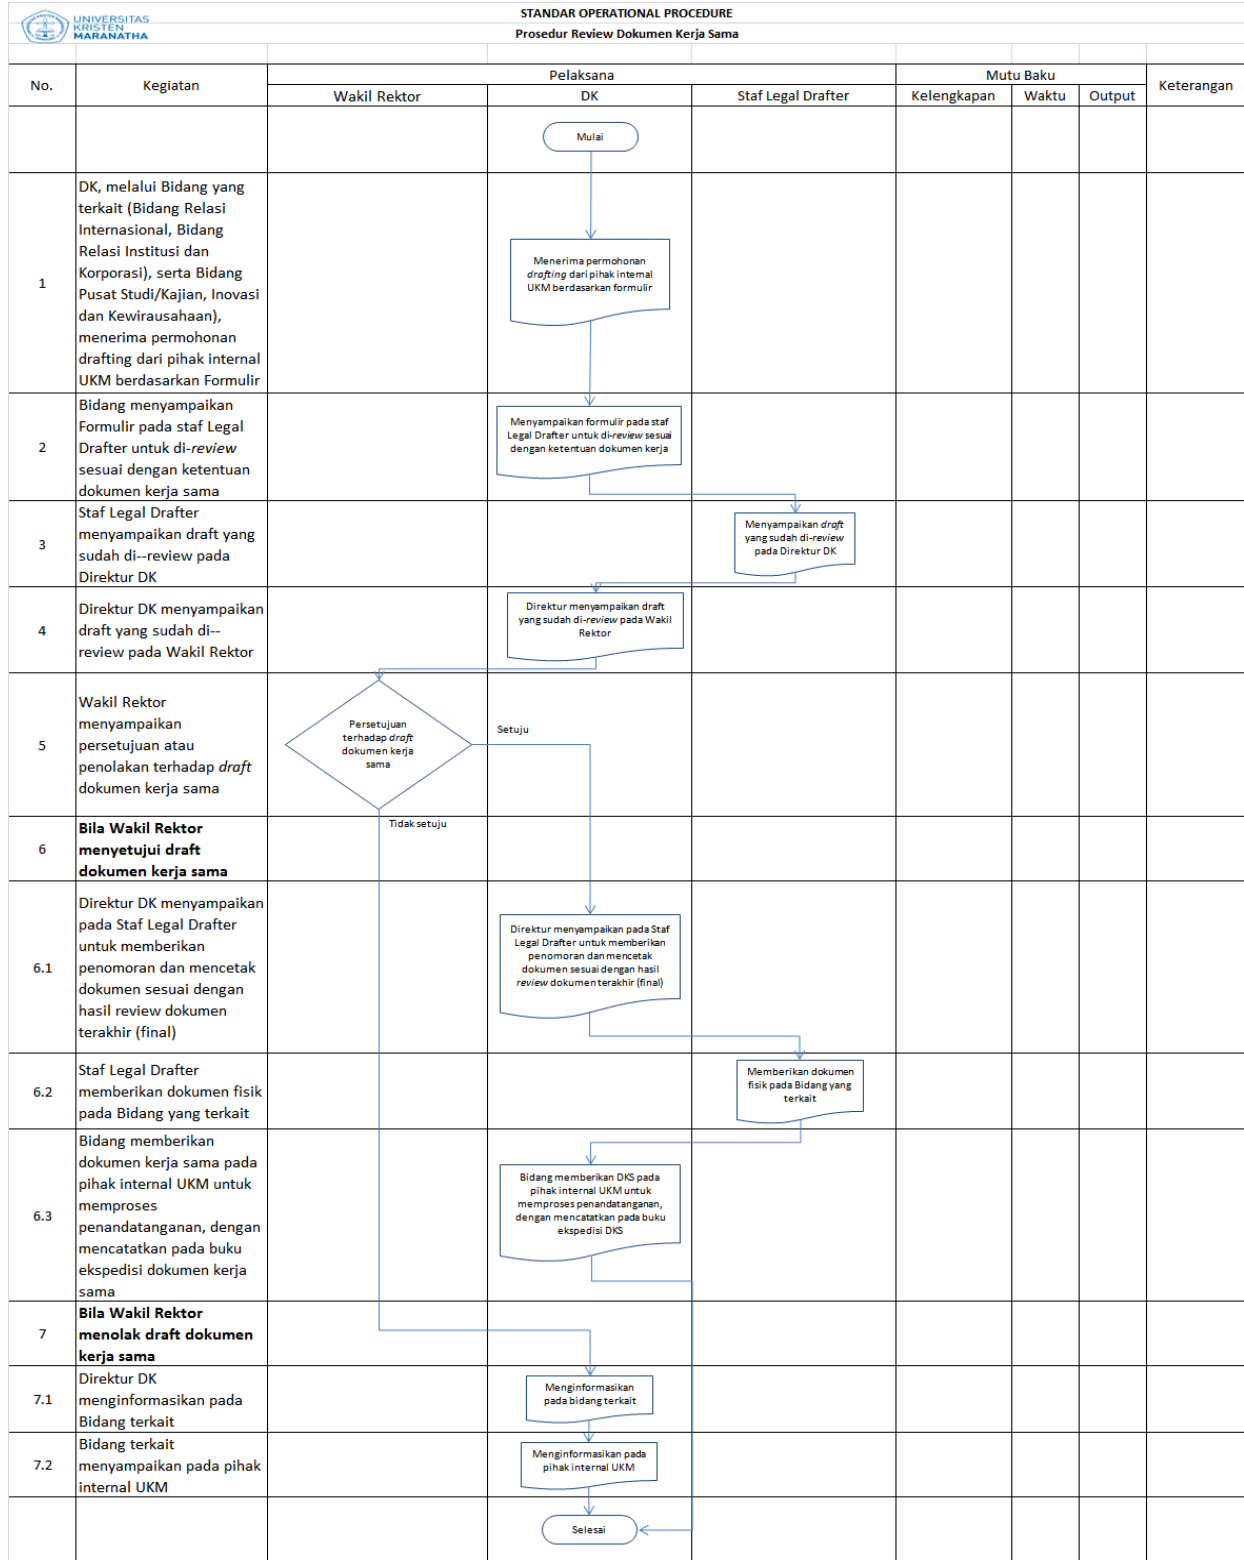 UNIVERSITAS
KRISTEN
MARANATHA
STANDAR OPERATIONAL PROCEDURE
Prosedur Review Dokumen Kerja Sama
No.
Kegiatan
Pelaksana
Mutu Baku
Keterangan
Wakil Rektor
DK
Staf Legal Drafter
Kelengkapan
Waktu
Output
Mulai
1
DK, melalui Bidang yang
terkait (Bidang Relasi
Internasional, Bidang
Relasi Institusi dan
Korporasi), serta Bidang
Pusat Studi/Kajian, Inovasi
dan Kewirausahaan),
menerima permohonan
drafting dari pihak internal
UKM berdasarkan Formulir
Menerima permohonan
drafting dari pihak internal
UKM berdasarkan formulir
2
Bidang menyampaikan
Formulir pada staf Legal
Drafter untuk di-review
sesuai dengan ketentuan
dokumen kerja sama
Menyampaikan formulir pada staf
Legal Drafter untuk di-review sesuai
dengan ketentuan dokumen kerja
3
Staf Legal Drafter
menyampaikan draft yang
sudah di--review pada
Direktur DK
Menyampaikan draft
yang sudah di-review
pada Direktur DK
4
Direktur DK menyampaikan
draft yang sudah di--
review pada Wakil Rektor
Direktur menyampaikan draft
yang sudah di-review pada Wakil
Rektor
5
Wakil Rektor
menyampaikan
persetujuan atau
penolakan terhadap draft
dokumen kerja sama
Persetujuan
terhadap draft
dokumen kerja
sama
Setuju
Tidak setuju
6
Bila Wakil Rektor
menyetujui draft
dokumen kerja sama
6.1
Direktur DK menyampaikan
pada Staf Legal Drafter
untuk memberikan
penomoran dan mencetak
dokumen sesuai dengan
hasil review dokumen
terakhir (final)
Direktur menyampaikan pada Staf
Legal Drafter untuk memberikan
penomoran dan mencetak
dokumen sesuai dengan hasil
review dokumen terakhir (final)
6.2
Staf Legal Drafter
memberikan dokumen fisik
pada Bidang yang terkait
Memberikan dokumen
fisik pada Bidang yang
terkait
6.3
Bidang memberikan
dokumen kerja sama pada
pihak internal UKM untuk
memproses
penandatanganan, dengan
mencatatkan pada buku
ekspedisi dokumen kerja
sama
Bidang memberikan DKS pada
pihak internal UKM untuk
memproses penandatanganan,
dengan mencatatkan pada buku
ekspedisi DKS
7
Bila Wakil Rektor
menolak draft dokumen
kerja sama
7.1
Direktur DK
menginformasikan pada
Bidang terkait
Menginformasikan
pada bidang terkait
7.2
Bidang terkait
menyampaikan pada pihak
internal UKM
Menginformasikan pada
pihak internal UKM
Selesai